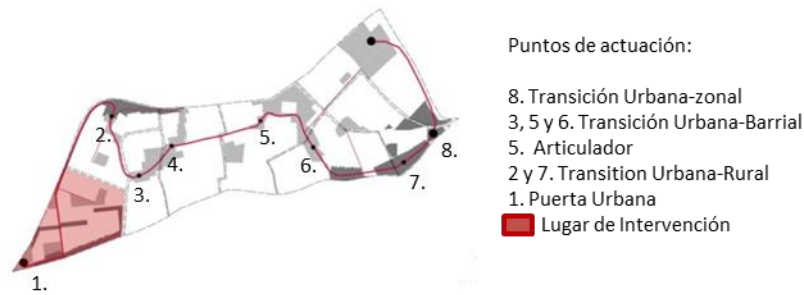 Puntos de actuación:
8. Transición Urbana-zonal
3, 5 y 6. Transición Urbana-Barrial
5. Articulador
2 y 7. Transition Urbana-Rural
1. Puerta Urbana
Lugar de Intervención
2.
3.
4.
5.
6.
7.
8.
1.